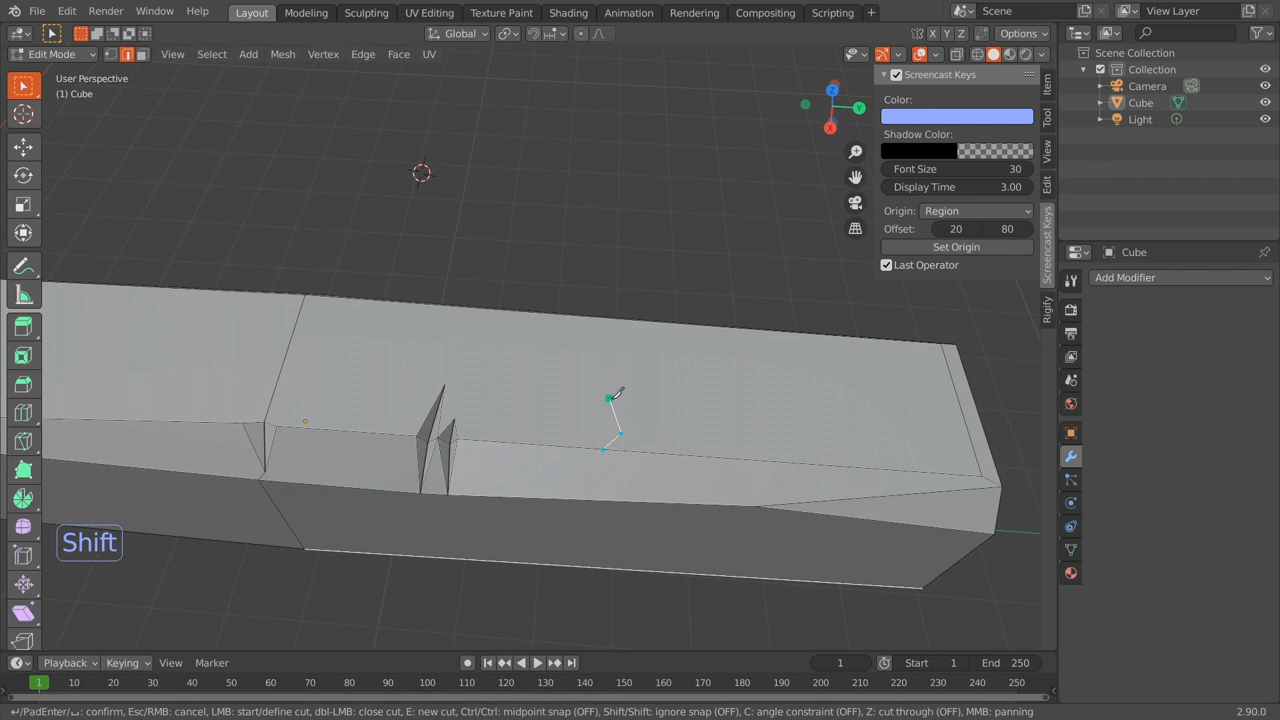 File Edit Render Window Help Layout Modeling Sculpting UV Editing Texture Paint Shading Animation Rendering Compositing Scripting + Scene View Layer
Edit Mode View Select Add Mesh Vertex Edge Face UV Global X Y Z Options
User Perspective
(1) Cube
Z
Y
X
Screencast Keys
Color:
Shadow Color:
Font Size 30
Display Time 3.00
Origin: Region
Offset: 20 80
Set Origin
Last Operator
Item
Tool
View
Edit
Screencast Keys
Rigify
Scene Collection
Collection
Camera
Cube
Light
Cube
Add Modifier
Shift
Playback Keying View Marker 1 Start 1 End 250
1 10 20 30 40 50 60 70 80 90 100 110 120 130 140 150 160 170 180 190 200 210 220 230 240 250
↵/PadEnter/␣: confirm, Esc/RMB: cancel, LMB: start/define cut, dbl-LMB: close cut, E: new cut, Ctrl/Ctrl: midpoint snap (OFF), Shift/Shift: ignore snap (OFF), C: angle constraint (OFF), Z: cut through (OFF), MMB: panning 2.90.0